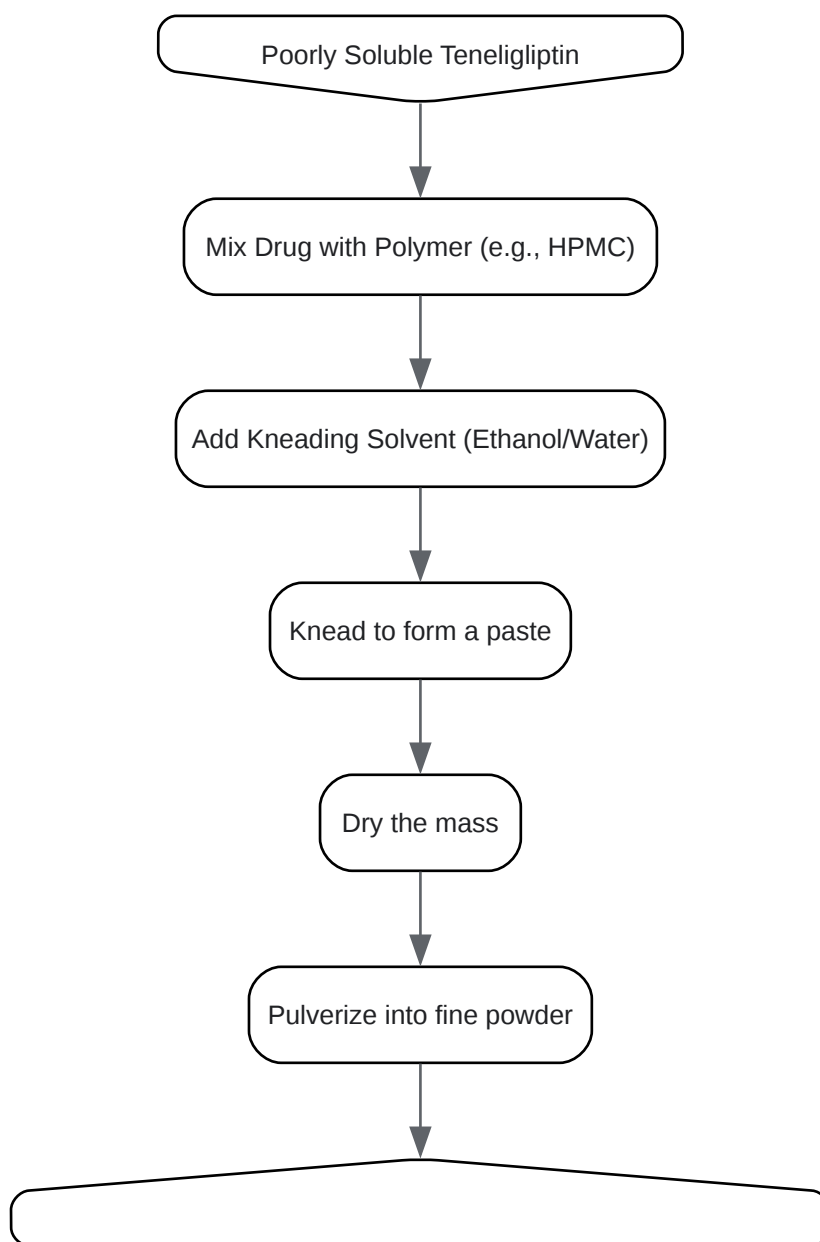 Poorly Soluble Teneligliptin
Mix Drug with Polymer (e.g., HPMC)
Add Kneading Solvent (Ethanol/Water)
Knead to form a paste
Dry the mass
Pulverize into fine powder